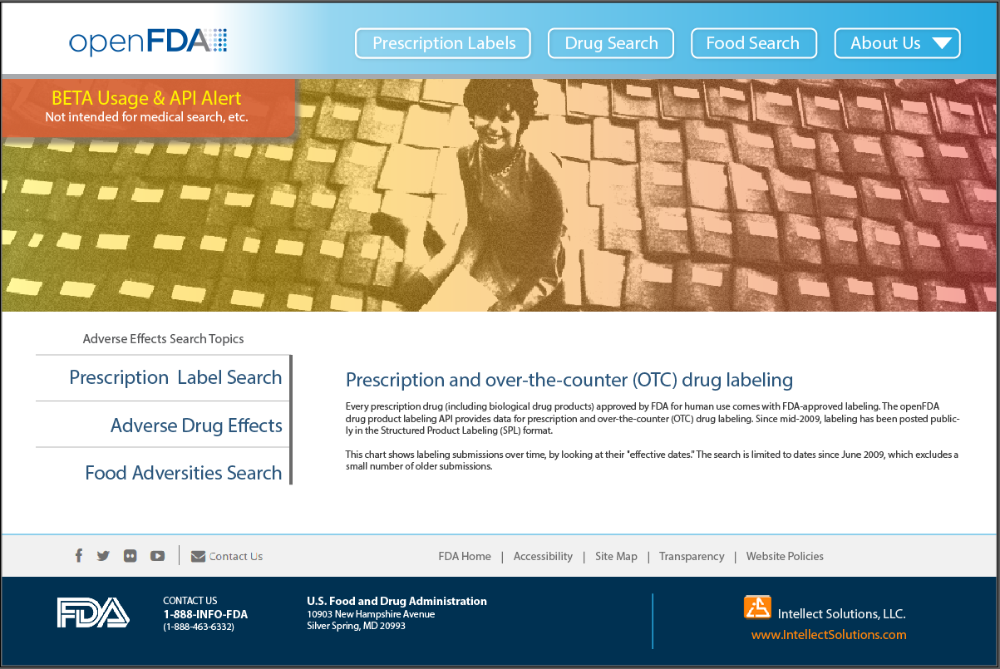 openFDA
Prescription Labels
Drug Search
Food Search
About Us
BETA Usage & API Alert
Not intended for medical search, etc.
Adverse Effects Search Topics
Prescription Label Search
Adverse Drug Effects
Food Adversities Search
Prescription and over-the-counter (OTC) drug labeling
Every prescription drug (including biological drug products) approved by FDA for human use comes with FDA-approved labeling. The openFDA
drug product labeling API provides data for prescription and over-the-counter (OTC) drug labeling. Since mid-2009, labeling has been posted public-
ly in the Structured Product Labeling (SPL) format.
This chart shows labeling submissions over time, by looking at their "effective dates." The search is limited to dates since June 2009, which excludes a
small number of older submissions.
Contact Us
FDA Home | Accessibility | Site Map | Transparency | Website Policies
FDA
CONTACT US
1-888-INFO-FDA
(1-888-463-6332)
U.S. Food and Drug Administration
10903 New Hampshire Avenue
Silver Spring, MD 20993
Intellect Solutions, LLC.
www.IntellectSolutions.com